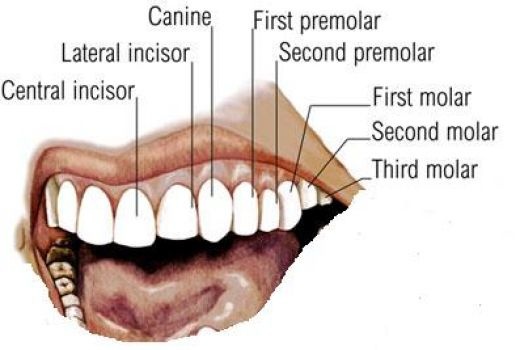 Canine
First premolar
Lateral incisor
Second premolar
Central incisor
First molar
Second molar
Third molar